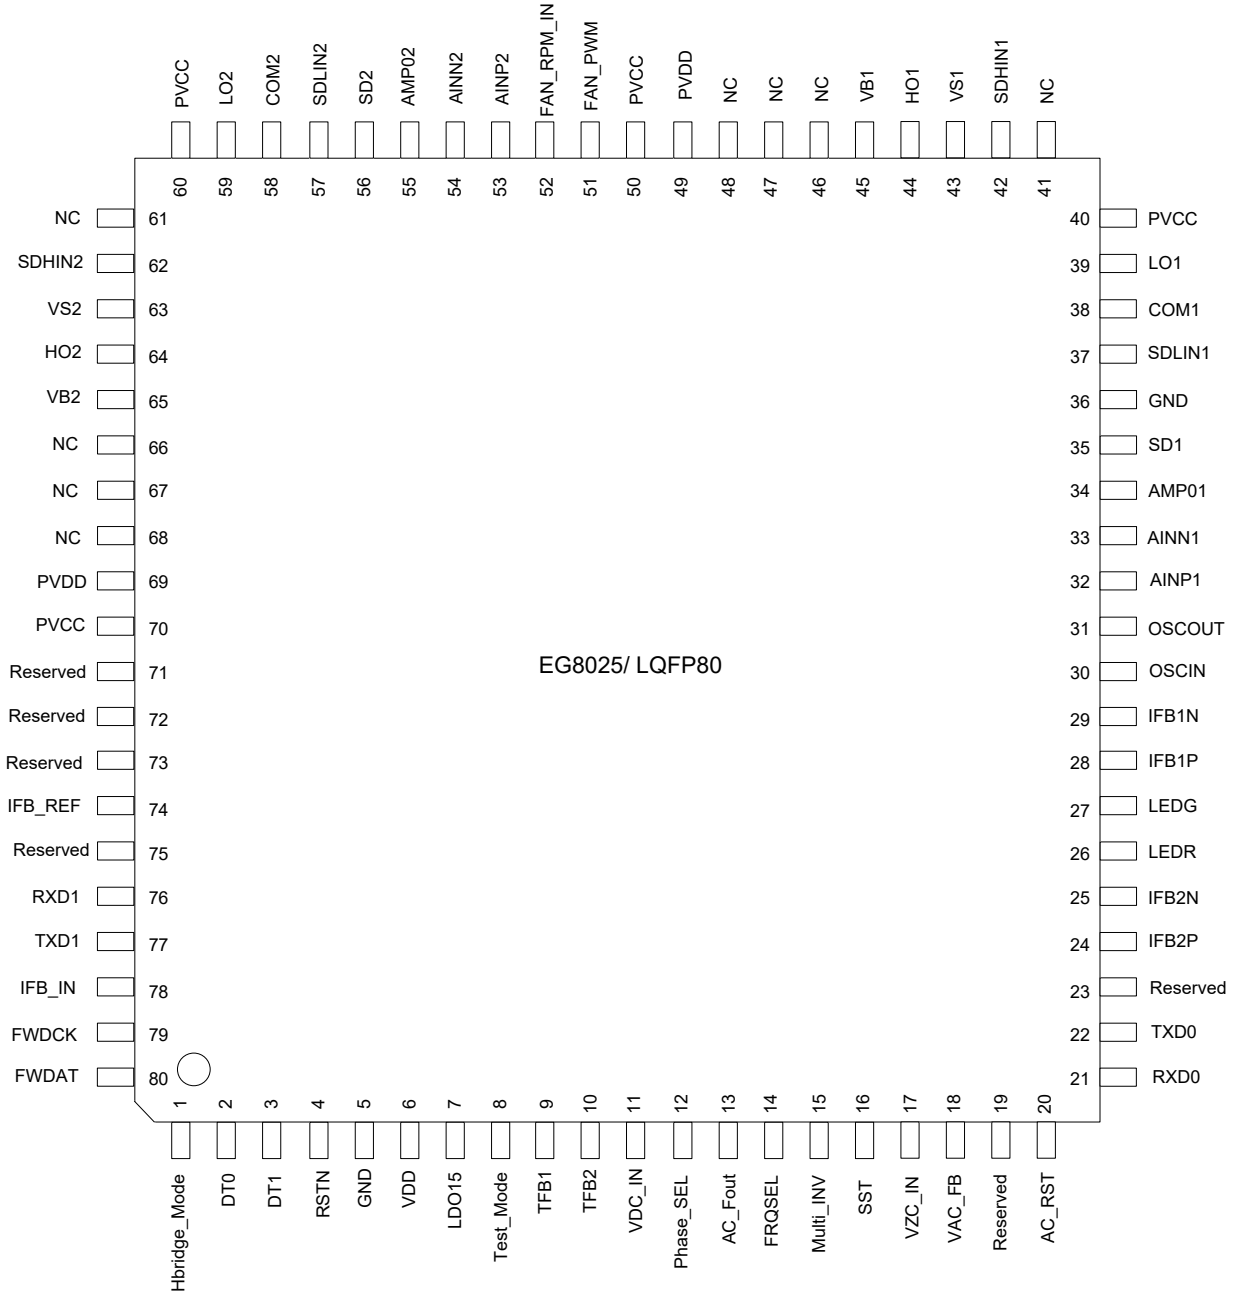 PVCC
LO2
COM2
SDLIN2
SD2
AMP02
AINN2
AINP2
FAN_RPM_IN
FAN_PWM
PVCC
PVDD
NC
NC
NC
VB1
HO1
VS1
SDHIN1
NC
60
59
58
57
56
55
54
53
52
51
50
49
48
47
46
45
44
43
42
41
NC 61
SDHIN2 62
VS2 63
HO2 64
VB2 65
NC 66
NC 67
NC 68
PVDD 69
PVCC 70
Reserved 71
Reserved 72
Reserved 73
IFB_REF 74
Reserved 75
RXD1 76
TXD1 77
IFB_IN 78
FWDCK 79
FWDAT 80
EG8025/ LQFP80
40 PVCC
39 LO1
38 COM1
37 SDLIN1
36 GND
35 SD1
34 AMP01
33 AINN1
32 AINP1
31 OSCOUT
30 OSCIN
29 IFB1N
28 IFB1P
27 LEDG
26 LEDR
25 IFB2N
24 IFB2P
23 Reserved
22 TXD0
21 RXD0
1
2
3
4
5
6
7
8
9
10
11
12
13
14
15
16
17
18
19
20
Hbridge_Mode
DT0
DT1
RSTN
GND
VDD
LDO15
Test_Mode
TFB1
TFB2
VDC_IN
Phase_SEL
AC_Fout
FRQSEL
Multi_INV
SST
VZC_IN
VAC_FB
Reserved
AC_RST